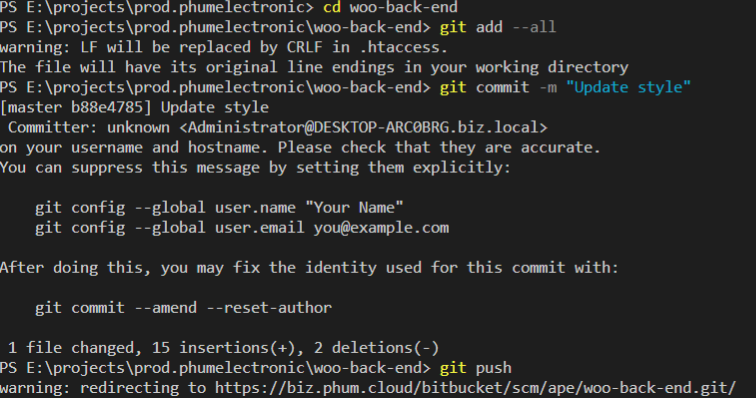 PS E:\projects\prod.phumelectronic> cd woo-back-end
PS E:\projects\prod.phumelectronic\woo-back-end> git add --all
warning: LF will be replaced by CRLF in .htaccess.
The file will have its original line endings in your working directory
PS E:\projects\prod.phumelectronic\woo-back-end> git commit -m "Update style"
[master b88e4785] Update style
 Committer: unknown <Administrator@DESKTOP-ARC0BRG.biz.local>
on your username and hostname. Please check that they are accurate.
You can suppress this message by setting them explicitly:
    git config --global user.name "Your Name"
    git config --global user.email you@example.com
After doing this, you may fix the identity used for this commit with:
    git commit --amend --reset-author
 1 file changed, 15 insertions(+), 2 deletions(-)
PS E:\projects\prod.phumelectronic\woo-back-end> git push
warning: redirecting to https://biz.phum.cloud/bitbucket/scm/ape/woo-back-end.git/